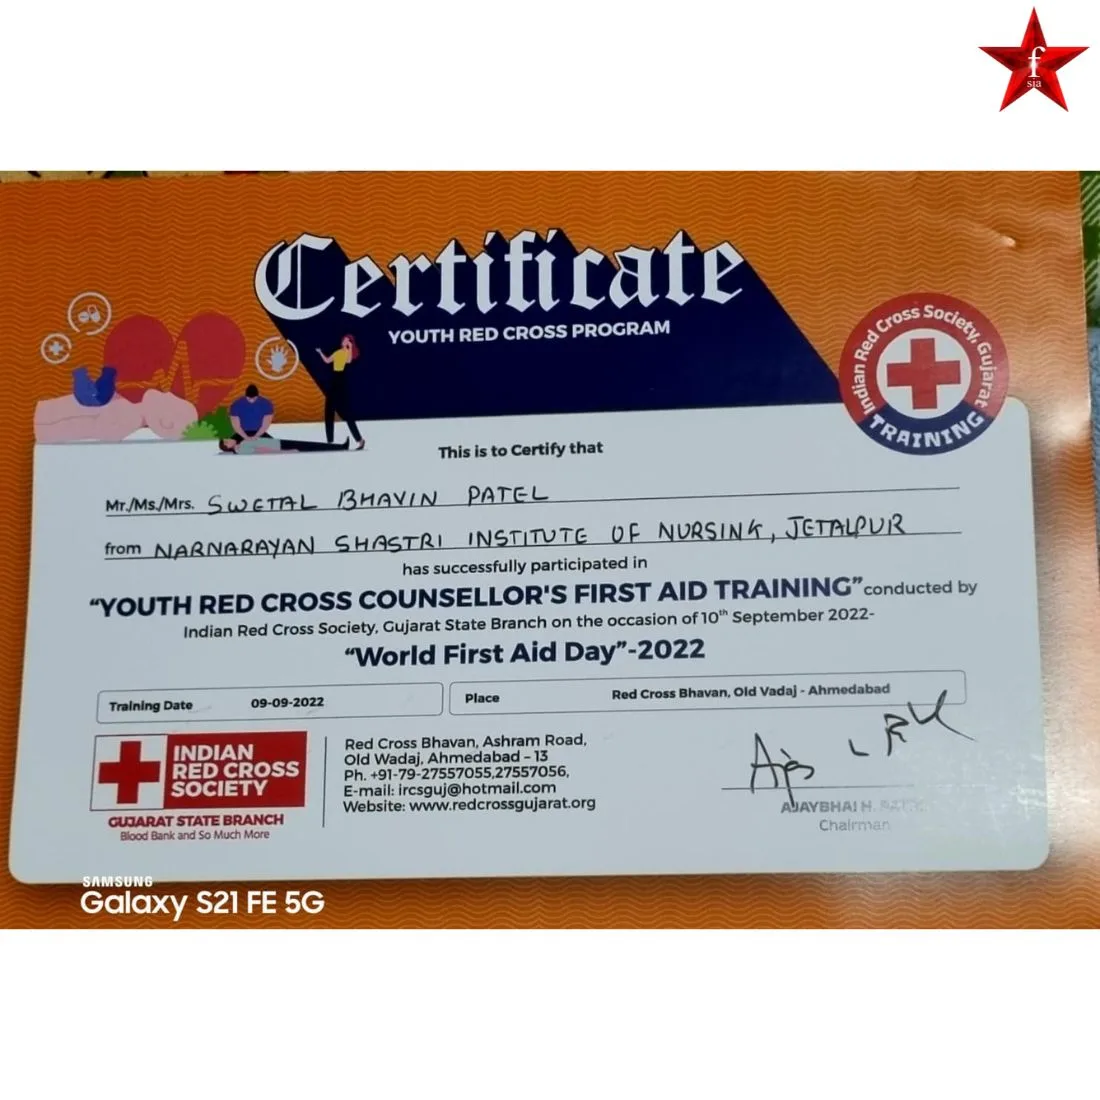 f
sia
Certificate
YOUTH RED CROSS PROGRAM
Indian Red Cross Society, Gujarat
TRAINING
This is to Certify that
Mr./Ms./Mrs. SWETAL BHAVIN PATEL
from NARNARAYAN SHASTRI INSTITUTE OF NURSING, JETALPUR
has successfully participated in
“YOUTH RED CROSS COUNSELLOR'S FIRST AID TRAINING” conducted by
Indian Red Cross Society, Gujarat State Branch on the occasion of 10th September 2022-
“World First Aid Day”-2022
Training Date 09-09-2022 Place Red Cross Bhavan, Old Vadaj - Ahmedabad
INDIAN
RED CROSS
SOCIETY
GUJARAT STATE BRANCH
Blood Bank and So Much More
Red Cross Bhavan, Ashram Road,
Old Wadaj, Ahmedabad – 13
Ph. +91-79-27557055,27557056,
E-mail: ircsguj@hotmail.com
Website: www.redcrossgujarat.org
AJAYBHAI H.
Chairman
SAMSUNG
Galaxy S21 FE 5G